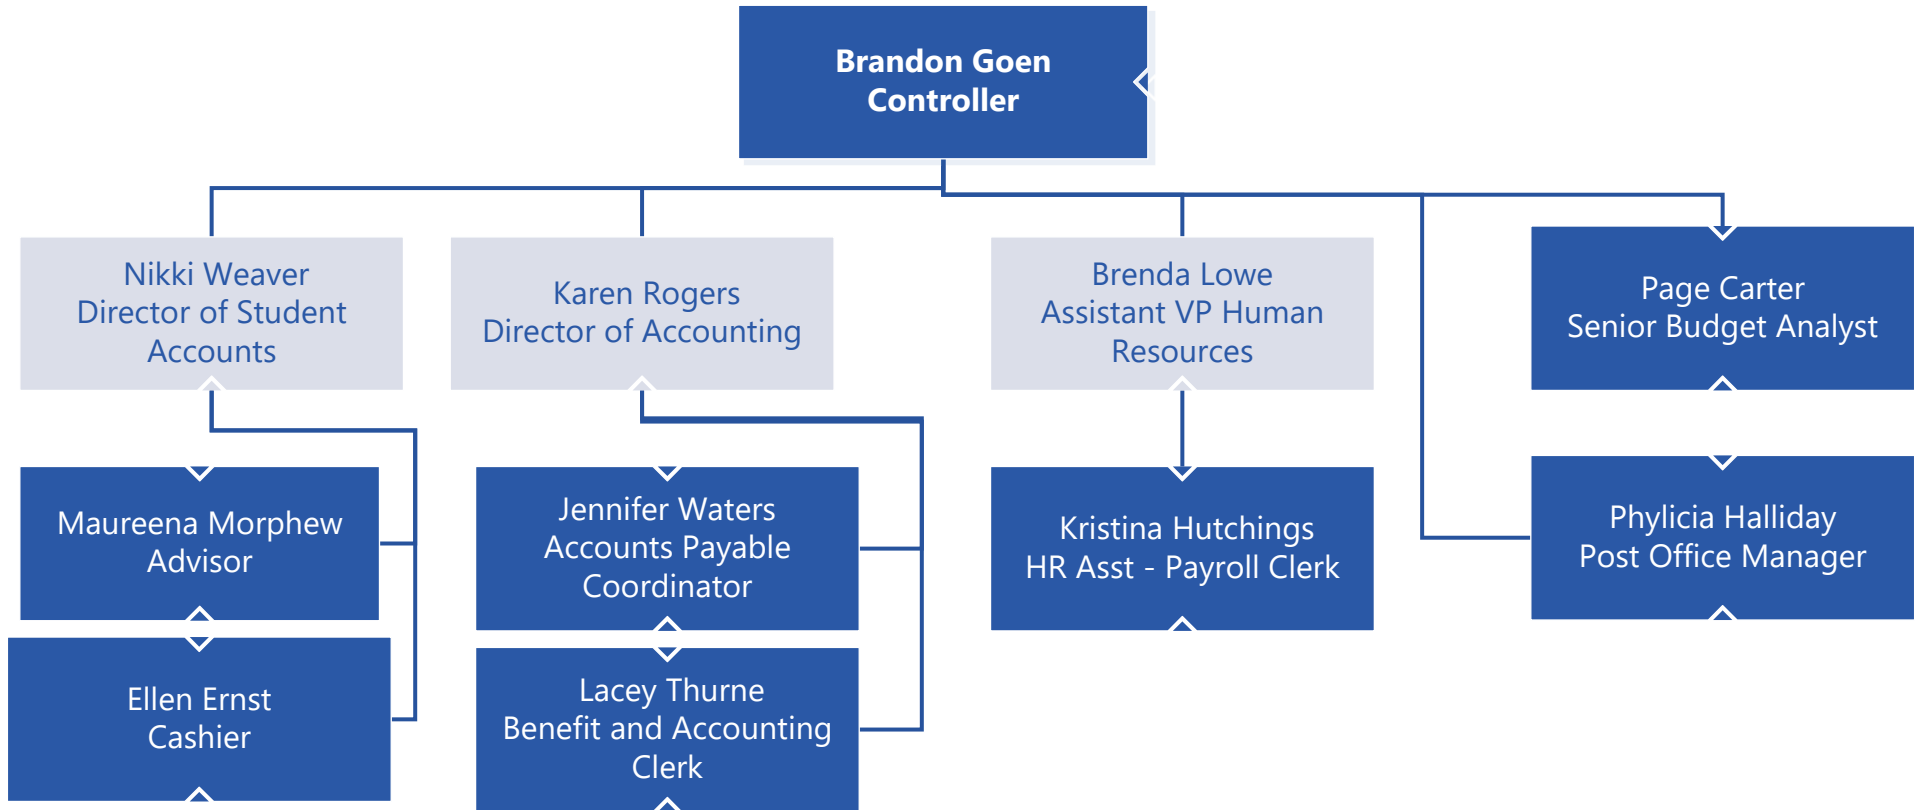 Brandon Goen
Controller
Nikki Weaver
Director of Student
Accounts
Karen Rogers
Director of Accounting
Brenda Lowe
Assistant VP Human
Resources
Page Carter
Senior Budget Analyst
Maureena Morphew
Advisor
Jennifer Waters
Accounts Payable
Coordinator
Kristina Hutchings
HR Asst - Payroll Clerk
Phylicia Halliday
Post Office Manager
Ellen Ernst
Cashier
Lacey Thurne
Benefit and Accounting
Clerk